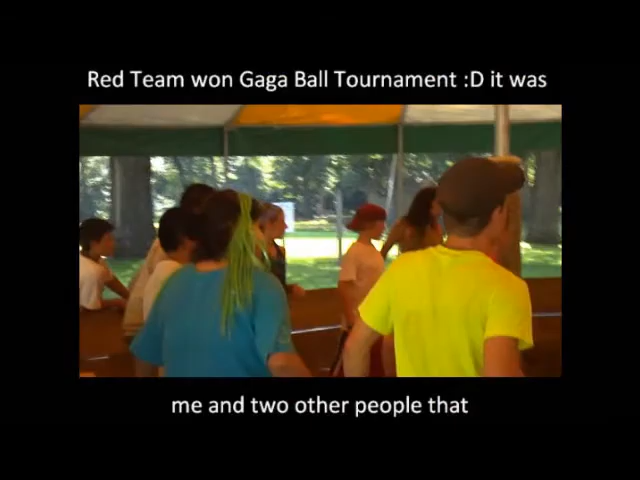 Red Team won Gaga Ball Tournament :D it was
me and two other people that